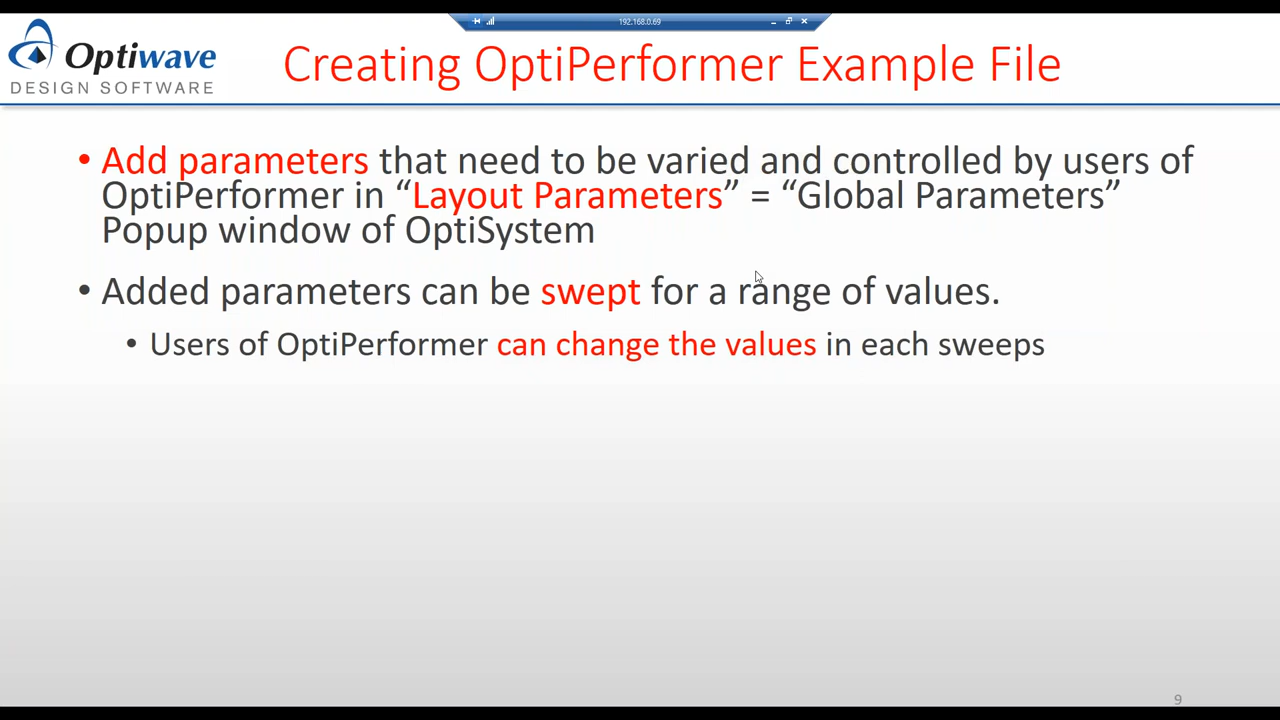 192.168.0.69
Optiwave
DESIGN SOFTWARE
Creating OptiPerformer Example File
• Add parameters that need to be varied and controlled by users of
OptiPerformer in “Layout Parameters” = “Global Parameters”
Popup window of OptiSystem
• Added parameters can be swept for a range of values.
• Users of OptiPerformer can change the values in each sweeps
9